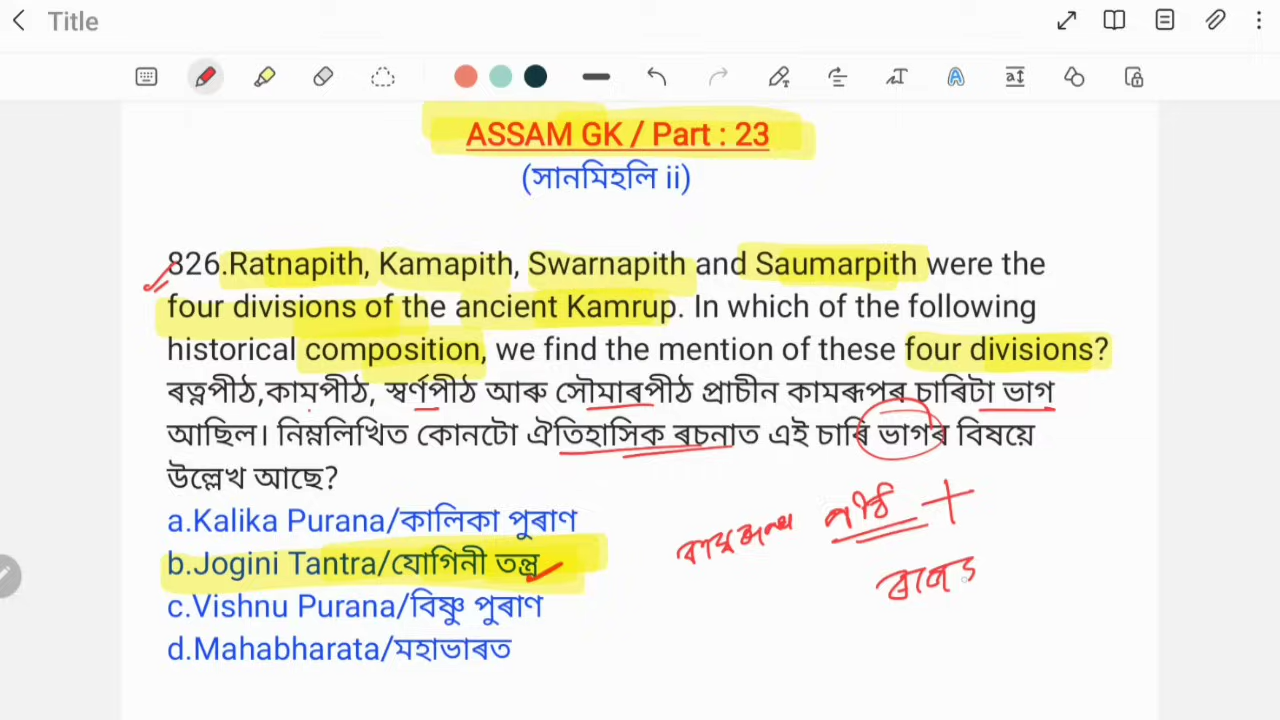 Title
ASSAM GK / Part : 23
(সানমিহলি ii)
826.Ratnapith, Kamapith, Swarnapith and Saumarpith were the
four divisions of the ancient Kamrup. In which of the following
historical composition, we find the mention of these four divisions?
ৰত্নপীঠ,কামপীঠ, স্বৰ্ণপীঠ আৰু সৌমাৰপীঠ প্ৰাচীন কামৰূপৰ চাৰিটা ভাগ
আছিল। নিম্নলিখিত কোনটো ঐতিহাসিক ৰচনাত এই চাৰি ভাগৰ বিষয়ে
উল্লেখ আছে?
a.Kalika Purana/কালিকা পুৰাণ
b.Jogini Tantra/যোগিনী তন্ত্ৰ
c.Vishnu Purana/বিষ্ণু পুৰাণ
d.Mahabharata/মহাভাৰত
পীঠ +